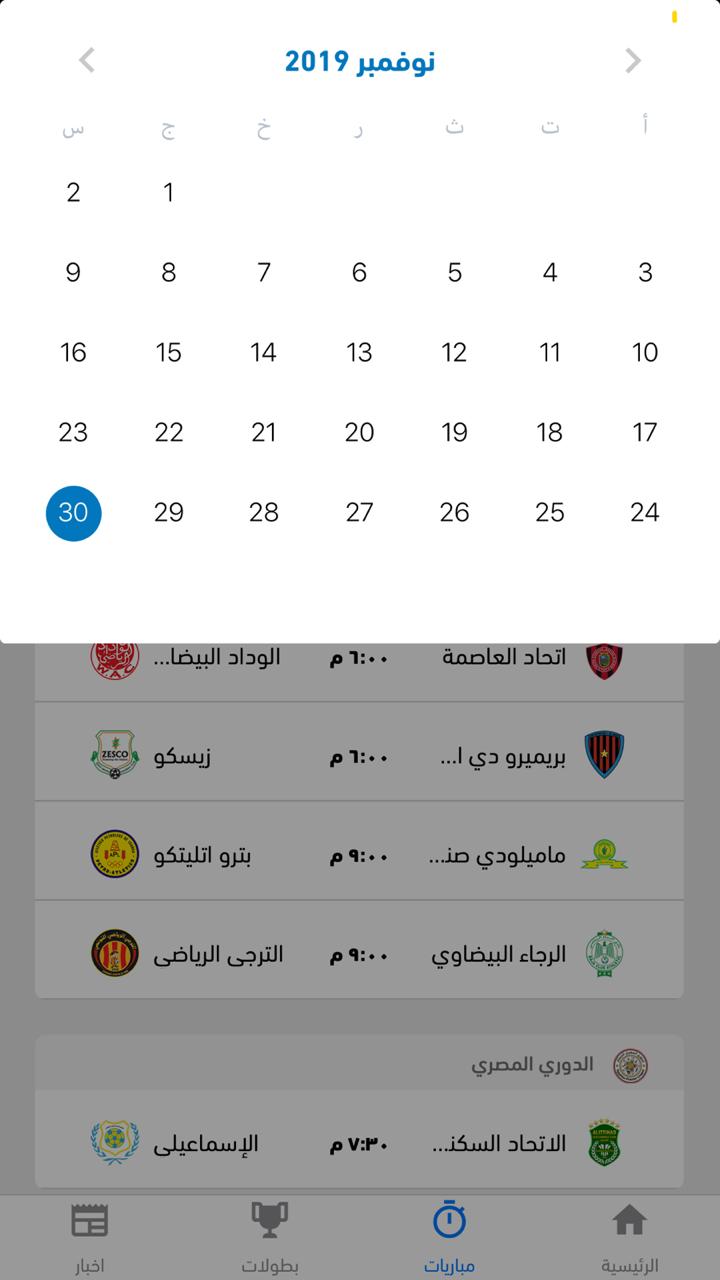 نوفمبر 2019
أ ت ث ر خ ج س
1 2
3 4 5 6 7 8 9
10 11 12 13 14 15 16
17 18 19 20 21 22 23
24 25 26 27 28 29 30
اتحاد العاصمة ٦:٠٠ م الوداد البيضا...
بريميرو دي ا... ٦:٠٠ م زيسكو
ZESCO
ماميلودي صنـ... ٩:٠٠ م بترو اتليتكو
الرجاء البيضاوي ٩:٠٠ م الترجى الرياضى
الدوري المصري
الاتحاد السكنـ... ٧:٣٠ م الإسماعيلى
الرئيسية مباريات بطولات اخبار